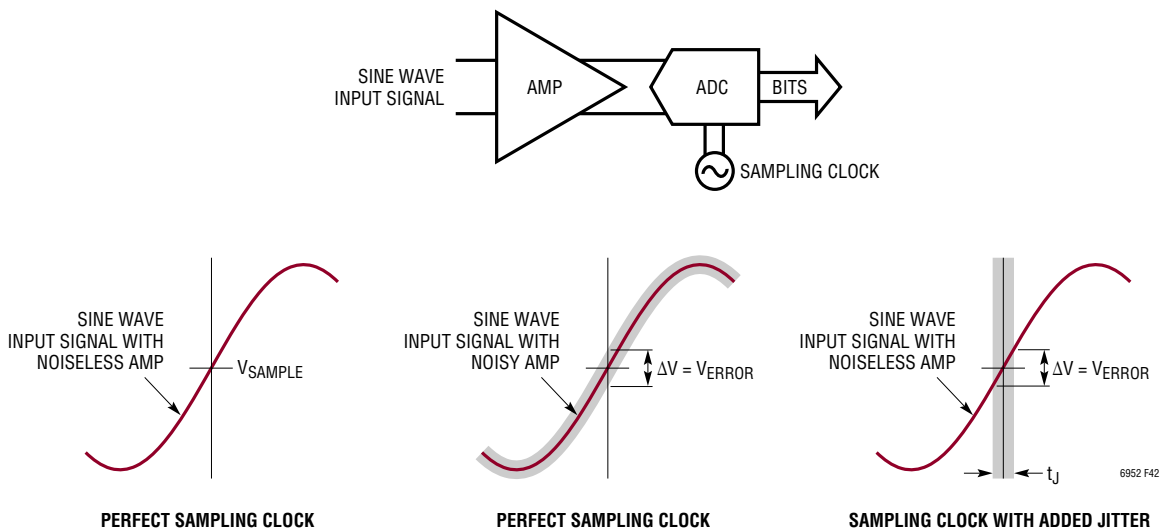 SINE WAVE
INPUT SIGNAL
AMP
ADC
BITS
SAMPLING CLOCK
SINE WAVE
INPUT SIGNAL WITH
NOISELESS AMP
VSAMPLE
PERFECT SAMPLING CLOCK
SINE WAVE
INPUT SIGNAL WITH
NOISY AMP
ΔV = VERROR
PERFECT SAMPLING CLOCK
SINE WAVE
INPUT SIGNAL WITH
NOISELESS AMP
ΔV = VERROR
tJ
6952 F42
SAMPLING CLOCK WITH ADDED JITTER